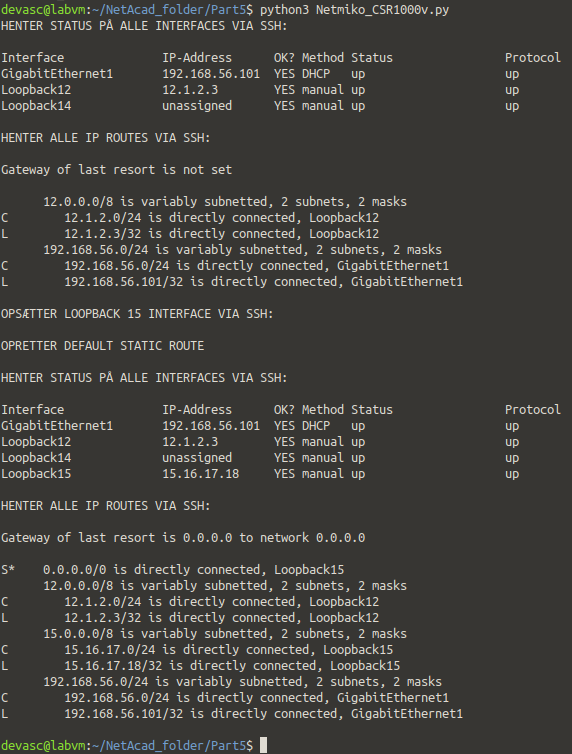 devasc@labvm:~/NetAcad_folder/Part5$ python3 Netmiko_CSR1000v.py
HENTER STATUS PÅ ALLE INTERFACES VIA SSH:
Interface IP-Address OK? Method Status Protocol
GigabitEthernet1 192.168.56.101 YES DHCP up up
Loopback12 12.1.2.3 YES manual up up
Loopback14 unassigned YES manual up up
HENTER ALLE IP ROUTES VIA SSH:
Gateway of last resort is not set
12.0.0.0/8 is variably subnetted, 2 subnets, 2 masks
C 12.1.2.0/24 is directly connected, Loopback12
L 12.1.2.3/32 is directly connected, Loopback12
192.168.56.0/24 is variably subnetted, 2 subnets, 2 masks
C 192.168.56.0/24 is directly connected, GigabitEthernet1
L 192.168.56.101/32 is directly connected, GigabitEthernet1
OPSÆTTER LOOPBACK 15 INTERFACE VIA SSH:
OPRETTER DEFAULT STATIC ROUTE
HENTER STATUS PÅ ALLE INTERFACES VIA SSH:
Interface IP-Address OK? Method Status Protocol
GigabitEthernet1 192.168.56.101 YES DHCP up up
Loopback12 12.1.2.3 YES manual up up
Loopback14 unassigned YES manual up up
Loopback15 15.16.17.18 YES manual up up
HENTER ALLE IP ROUTES VIA SSH:
Gateway of last resort is 0.0.0.0 to network 0.0.0.0
S* 0.0.0.0/0 is directly connected, Loopback15
12.0.0.0/8 is variably subnetted, 2 subnets, 2 masks
C 12.1.2.0/24 is directly connected, Loopback12
L 12.1.2.3/32 is directly connected, Loopback12
15.0.0.0/8 is variably subnetted, 2 subnets, 2 masks
C 15.16.17.0/24 is directly connected, Loopback15
L 15.16.17.18/32 is directly connected, Loopback15
192.168.56.0/24 is variably subnetted, 2 subnets, 2 masks
C 192.168.56.0/24 is directly connected, GigabitEthernet1
L 192.168.56.101/32 is directly connected, GigabitEthernet1
devasc@labvm:~/NetAcad_folder/Part5$